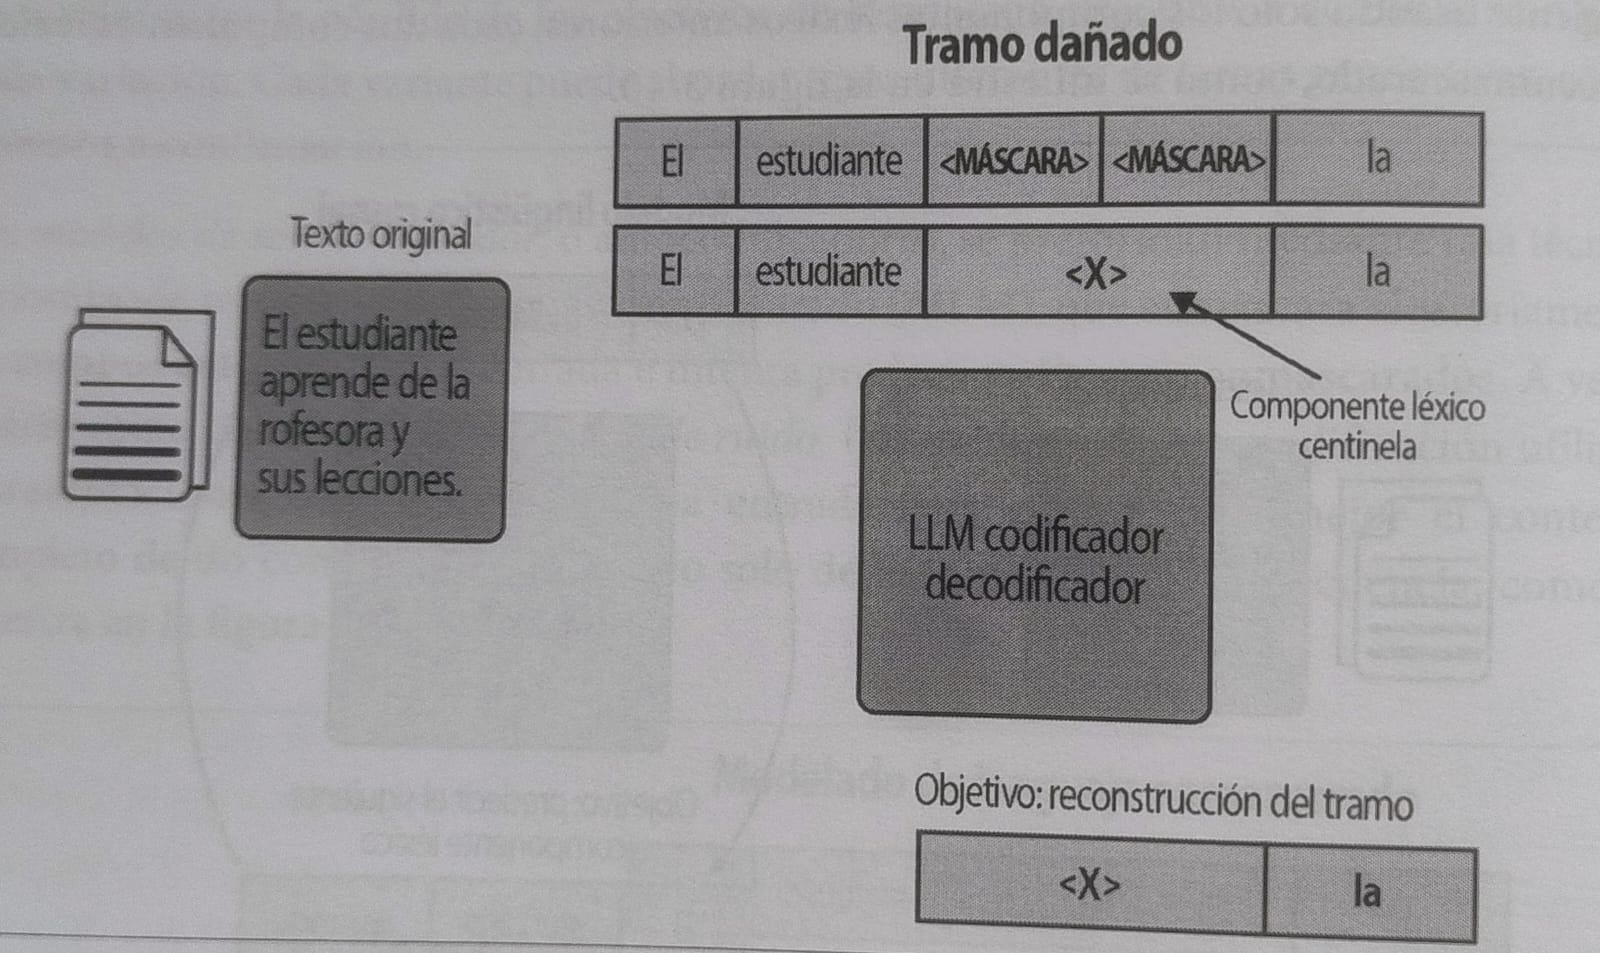 Tramo dañado
El estudiante <MÁSCARA> <MÁSCARA> la
El estudiante <X> la
Componente léxico
centinela
Texto original
El estudiante
aprende de la
rofesora y
sus lecciones.
LLM codificador
decodificador
Objetivo: reconstrucción del tramo
<X> la